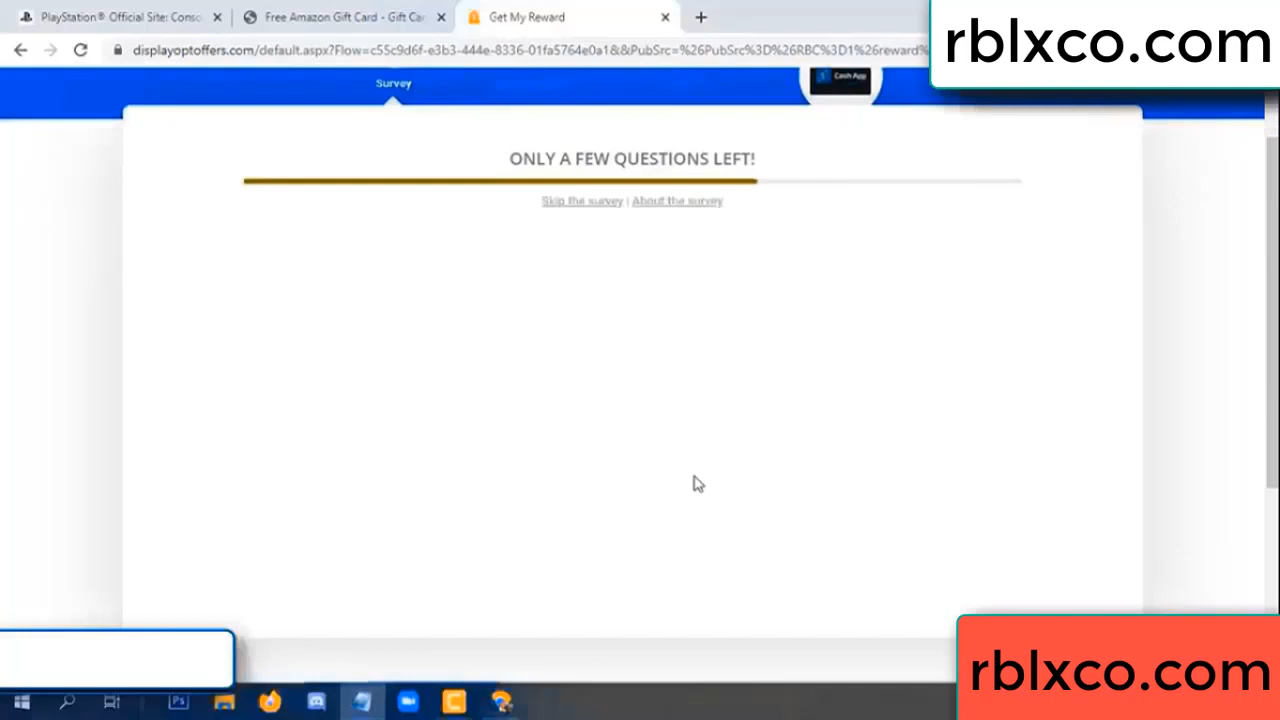 PlayStation® Official Site: Conso
Free Amazon Gift Card - Gift Car
Get My Reward
rblxco.com
displayoptoffers.com/default.aspx?Flow=c55c9d6f-e3b3-444e-8336-01fa5764e0a1&&PubSrc=%26PubSrc%3D%26RBC%3D1%26reward%
Survey
Cash App
ONLY A FEW QUESTIONS LEFT!
Skip the survey | About the survey
rblxco.com
Ps